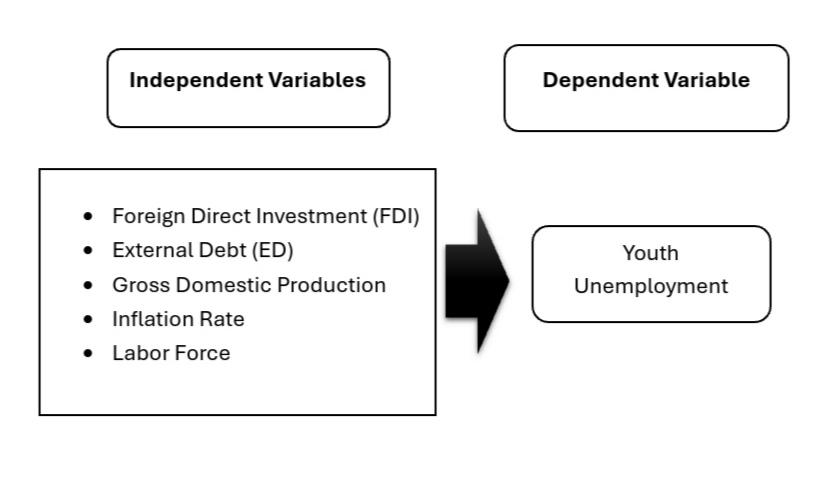 Independent Variables
Dependent Variable
• Foreign Direct Investment (FDI)
• External Debt (ED)
• Gross Domestic Production
• Inflation Rate
• Labor Force
Youth
Unemployment